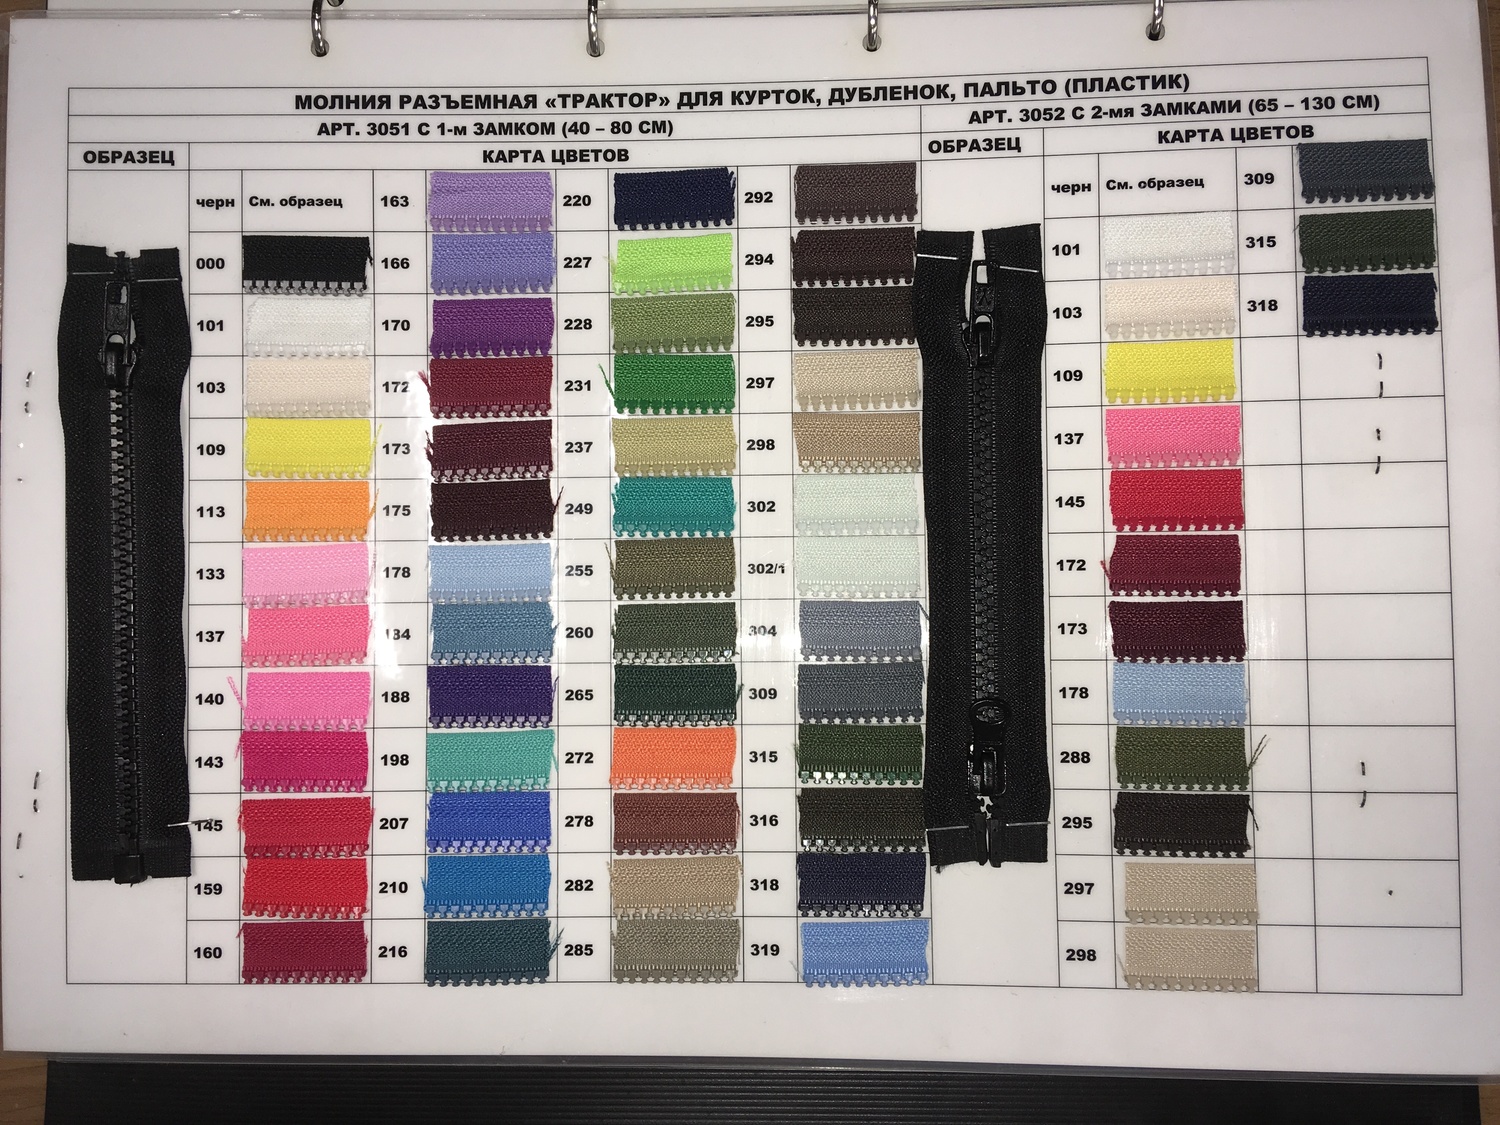 МОЛНИЯ РАЗЪЕМНАЯ «ТРАКТОР» ДЛЯ КУРТОК, ДУБЛЕНОК, ПАЛЬТО (ПЛАСТИК)
АРТ. 3051 С 1-м ЗАМКОМ (40 – 80 СМ)
АРТ. 3052 С 2-мя ЗАМКАМИ (65 – 130 СМ)
ОБРАЗЕЦ
КАРТА ЦВЕТОВ
ОБРАЗЕЦ
КАРТА ЦВЕТОВ
черн См. образец 163 220 292
000 166 227 294
101 170 228 295
103 172 231 297
109 173 237 298
113 175 249 302
133 178 255 302/1
137 184 260 304
140 188 265 309
143 198 272 315
145 207 278 316
159 210 282 318
160 216 285 319
черн См. образец 309
101 315
103 318
109
137
145
172
173
178
288
295
297
298